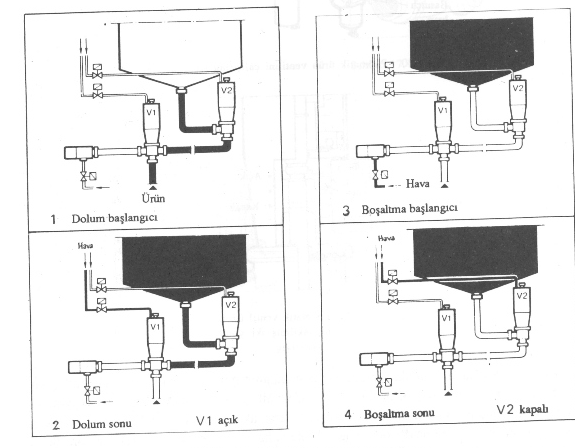 V1
V2
Ürün
1 Dolum başlangıcı
V1
V2
Hava
3 Boşaltma başlangıcı
Hava
V1
V2
2 Dolum sonu V1 açık
Hava
V1
V2
4 Boşaltma sonu V2 kapalı